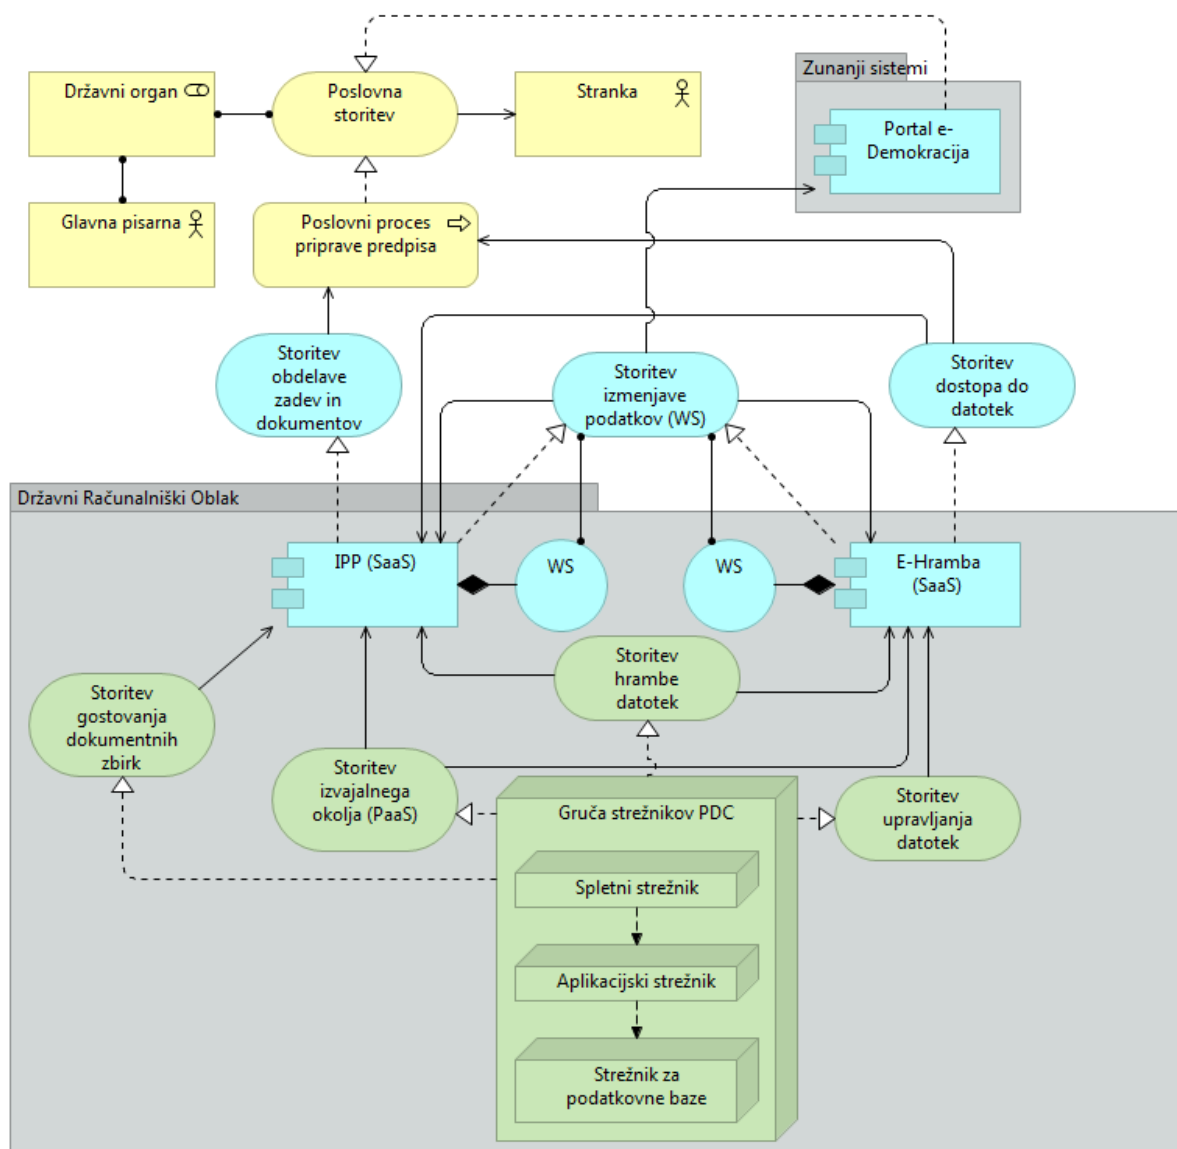 Državni organ
Poslovna
storitev
Stranka
Zunanji sistemi
Portal e-
Demokracija
Glavna pisarna
Poslovni proces
priprave predpisa
Storitev
obdelave
zadev in
dokumentov
Storitev
izmenjave
podatkov (WS)
Storitev
dostopa do
datotek
Državni Računalniški Oblak
IPP (SaaS)
WS
WS
E-Hramba
(SaaS)
Storitev
gostovanja
dokumentnih
zbirk
Storitev
hrambe
datotek
Storitev
izvajalnega
okolja (PaaS)
Gruča strežnikov PDC
Storitev
upravljanja
datotek
Spletni strežnik
Aplikacijski strežnik
Strežnik za
podatkovne baze